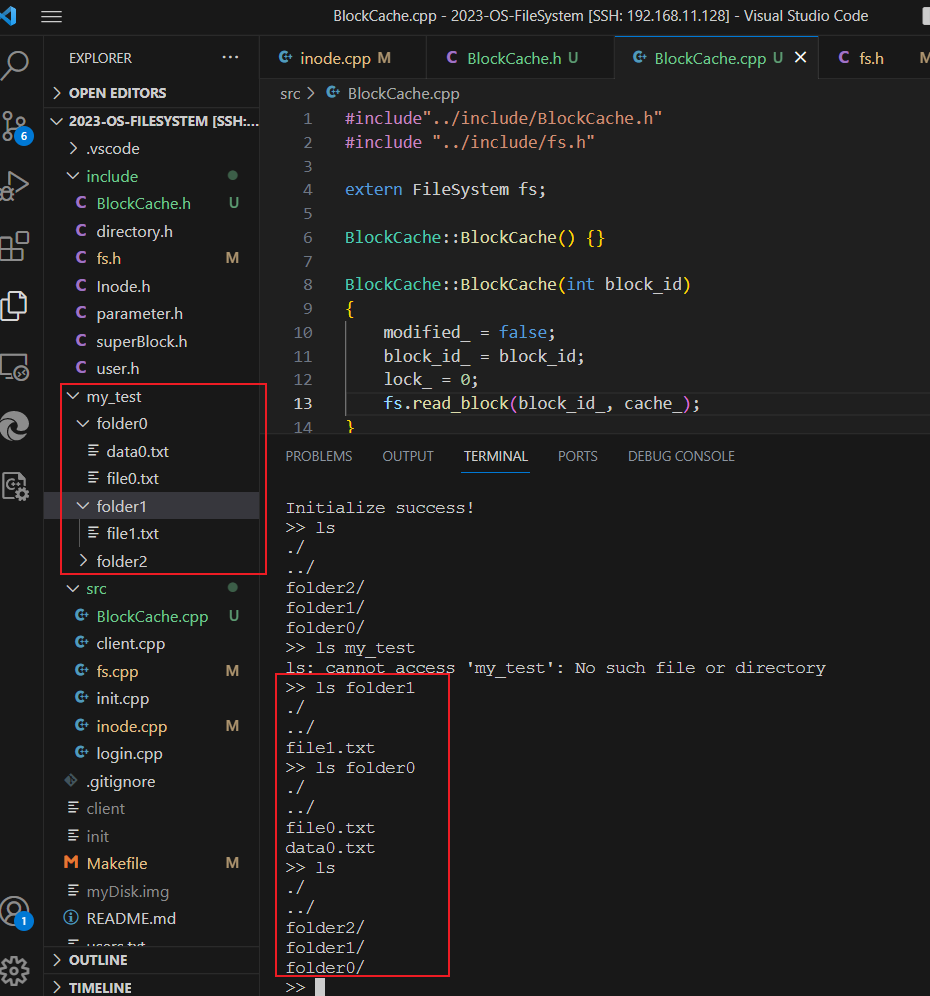 BlockCache.cpp - 2023-OS-FileSystem [SSH: 192.168.11.128] - Visual Studio Code
EXPLORER ···
OPEN EDITORS
2023-OS-FILESYSTEM [SSH:...
.vscode
include
BlockCache.h U
directory.h
fs.h M
Inode.h
parameter.h
superBlock.h
user.h
my_test
folder0
data0.txt
file0.txt
folder1
file1.txt
folder2
src
BlockCache.cpp U
client.cpp
fs.cpp M
init.cpp
inode.cpp M
login.cpp
.gitignore
client
init
Makefile M
myDisk.img
README.md
users.txt
OUTLINE
TIMELINE
6
1
inode.cpp M
BlockCache.h U
BlockCache.cpp U
fs.h M
src > BlockCache.cpp
1 #include"../include/BlockCache.h"
2 #include "../include/fs.h"
3
4 extern FileSystem fs;
5
6 BlockCache::BlockCache() {}
7
8 BlockCache::BlockCache(int block_id)
9 {
10 modified_ = false;
11 block_id_ = block_id;
12 lock_ = 0;
13 fs.read_block(block_id_, cache_);
14 }
PROBLEMS OUTPUT TERMINAL PORTS DEBUG CONSOLE
Initialize success!
>> ls
./
../
folder2/
folder1/
folder0/
>> ls my_test
ls: cannot access 'my_test': No such file or directory
>> ls folder1
./
../
file1.txt
>> ls folder0
./
../
file0.txt
data0.txt
>> ls
./
../
folder2/
folder1/
folder0/
>>